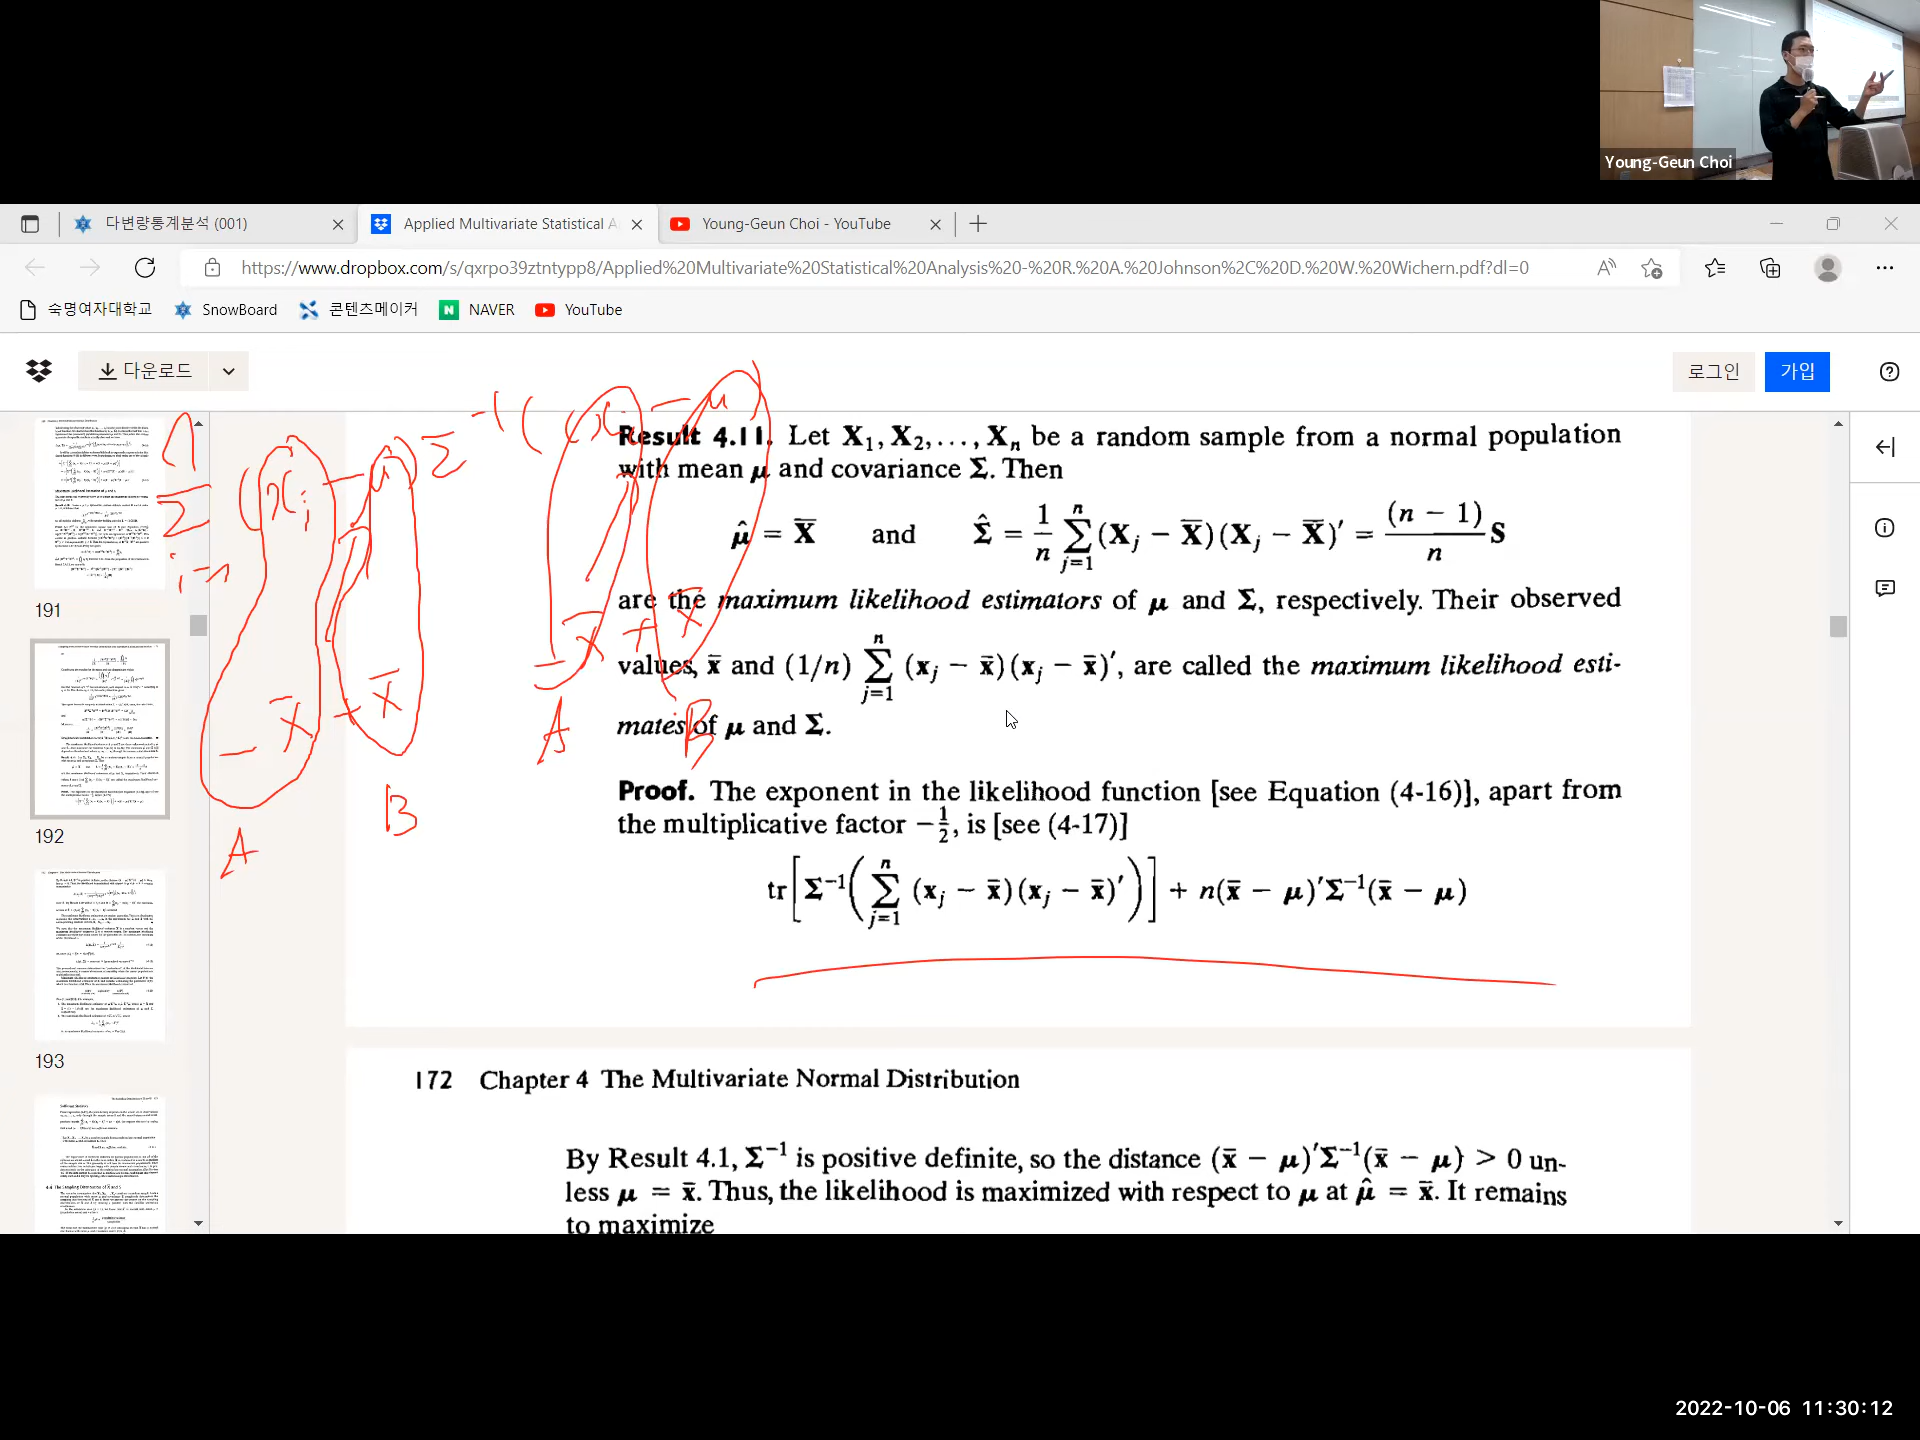 Young-Geun Choi
다변량통계분석 (001)
Applied Multivariate Statistical A
Young-Geun Choi - YouTube
https://www.dropbox.com/s/qxrpo39ztntypp8/Applied%20Multivariate%20Statistical%20Analysis%20-%20R.%20A.%20Johnson%2C%20D.%20W.%20Wichern.pdf?dl=0
숙명여자대학교 SnowBoard 콘텐츠메이커 NAVER YouTube
다운로드
로그인
가입
191
192
193
Result 4.11. Let X₁, X₂, ..., Xₙ be a random sample from a normal population
with mean μ and covariance Σ. Then
μ̂ = X̄ and Σ̂ = 1/n Σⁿⱼ₌₁ (Xⱼ − X̄)(Xⱼ − X̄)′ = (n − 1)/n S
are the maximum likelihood estimators of μ and Σ, respectively. Their observed
values, x̄ and (1/n) Σⁿⱼ₌₁ (xⱼ − x̄)(xⱼ − x̄)′, are called the maximum likelihood esti-
mates of μ and Σ.
Proof. The exponent in the likelihood function [see Equation (4-16)], apart from
the multiplicative factor −½, is [see (4-17)]
tr[Σ⁻¹(Σⁿⱼ₌₁ (xⱼ − x̄)(xⱼ − x̄)′)] + n(x̄ − μ)′Σ⁻¹(x̄ − μ)
172 Chapter 4 The Multivariate Normal Distribution
By Result 4.1, Σ⁻¹ is positive definite, so the distance (x̄ − μ)′Σ⁻¹(x̄ − μ) > 0 un-
less μ = x̄. Thus, the likelihood is maximized with respect to μ at μ̂ = x̄. It remains
to maximize
(xᵢ − μ) Σ⁻¹ ((xᵢ − μ)
− x̄ + x̄
− x̄ + x̄
A
B
A
B
2022-10-06 11:30:12